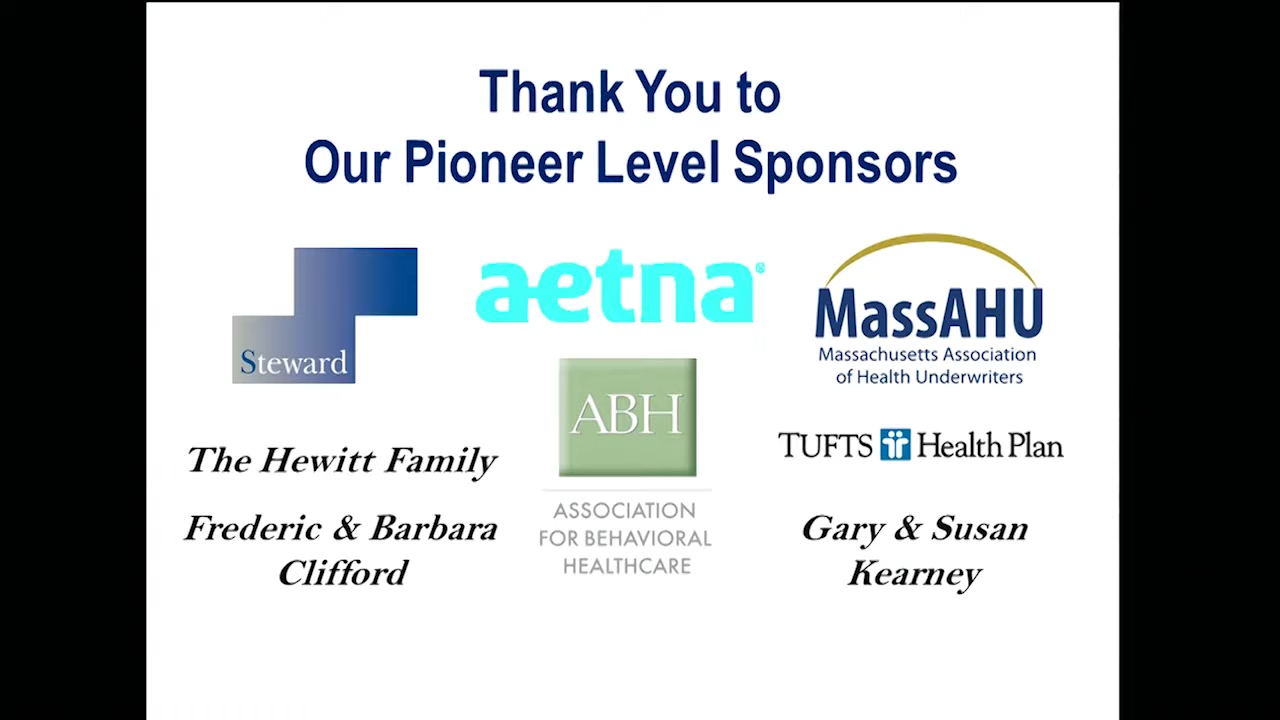 Thank You to
Our Pioneer Level Sponsors
Steward
aetna®
MassAHU
Massachusetts Association
of Health Underwriters
ABH
ASSOCIATION
FOR BEHAVIORAL
HEALTHCARE
TUFTS Health Plan
The Hewitt Family
Frederic & Barbara
Clifford
Gary & Susan
Kearney